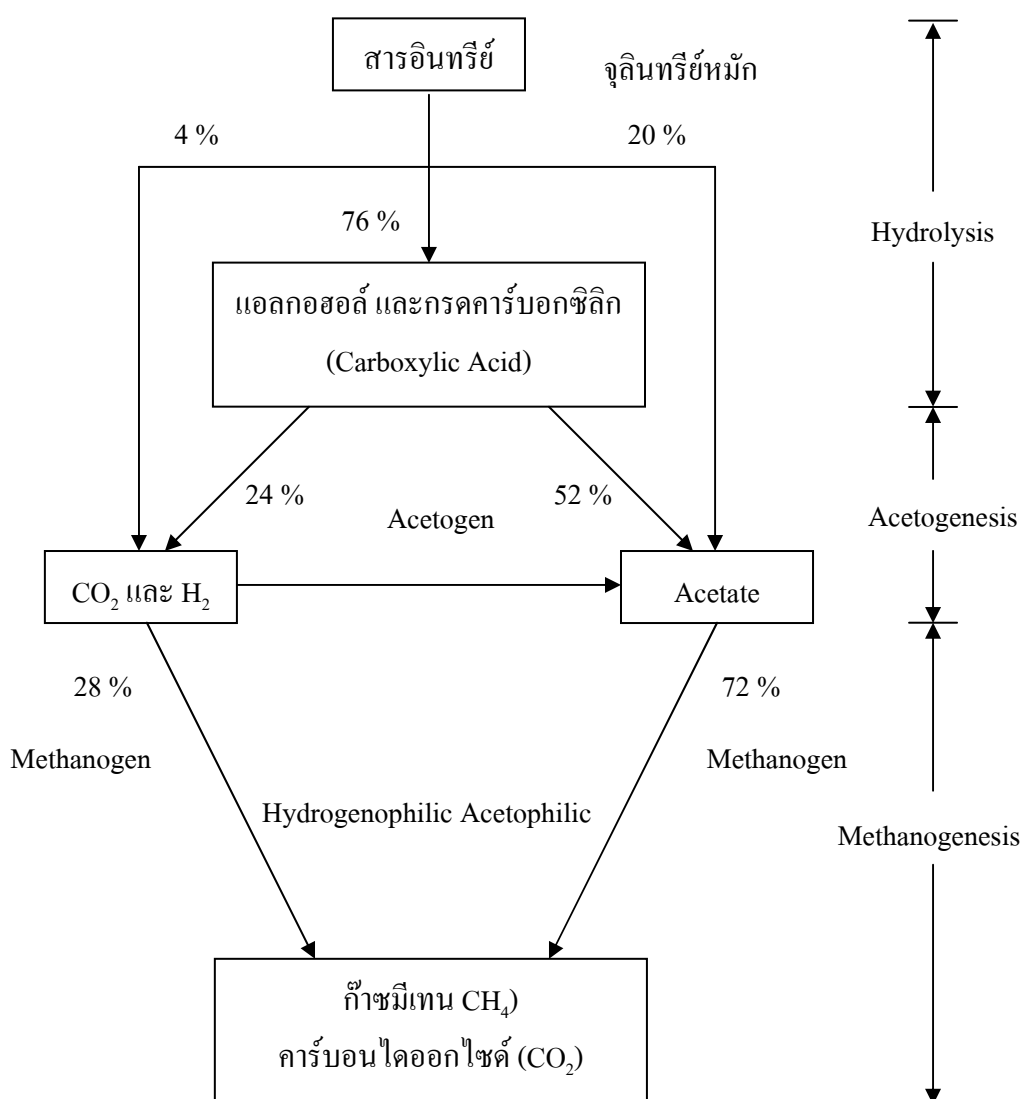 สารอินทรีย์
จุลินทรีย์หมัก
4 %
20 %
76 %
Hydrolysis
แอลกอฮอล์ และกรดคาร์บอกซิลิก
(Carboxylic Acid)
24 %
52 %
Acetogen
Acetogenesis
CO₂ และ H₂
Acetate
28 %
72 %
Methanogen
Methanogen
Hydrogenophilic Acetophilic
Methanogenesis
ก๊าซมีเทน CH₄)
คาร์บอนไดออกไซด์ (CO₂)